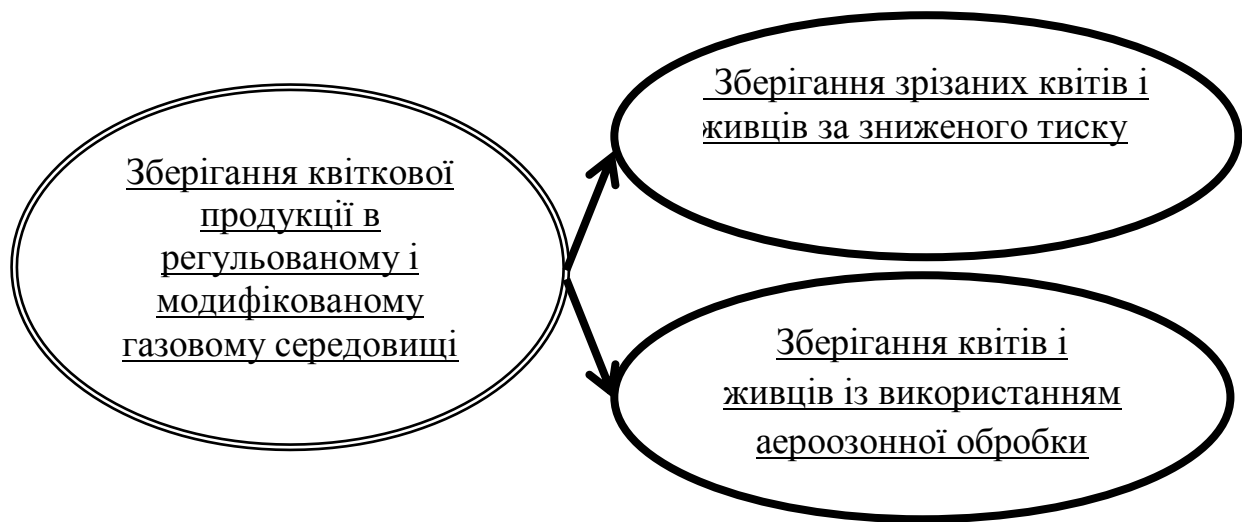 Зберігання квіткової
продукції в
регульованому і
модифікованому
газовому середовищі
Зберігання зрізаних квітів і
живців за зниженого тиску
Зберігання квітів і
живців із використанням
аероозонної обробки